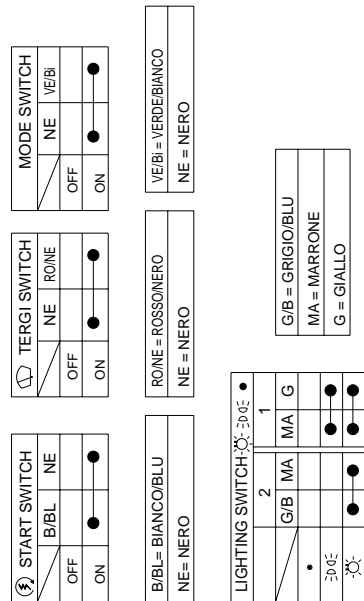 START SWITCH
B/BL NE
OFF
ON
B/BL= BIANCO/BLU
NE= NERO
TERGI SWITCH
NE RO/NE
OFF
ON
RO/NE = ROSSO/NERO
NE = NERO
MODE SWITCH
NE VE/Bi
OFF
ON
VE/Bi = VERDE/BIANCO
NE = NERO
LIGHTING SWITCH
2 1
G/B MA MA G
G/B = GRIGIO/BLU
MA = MARRONE
G = GIALLO